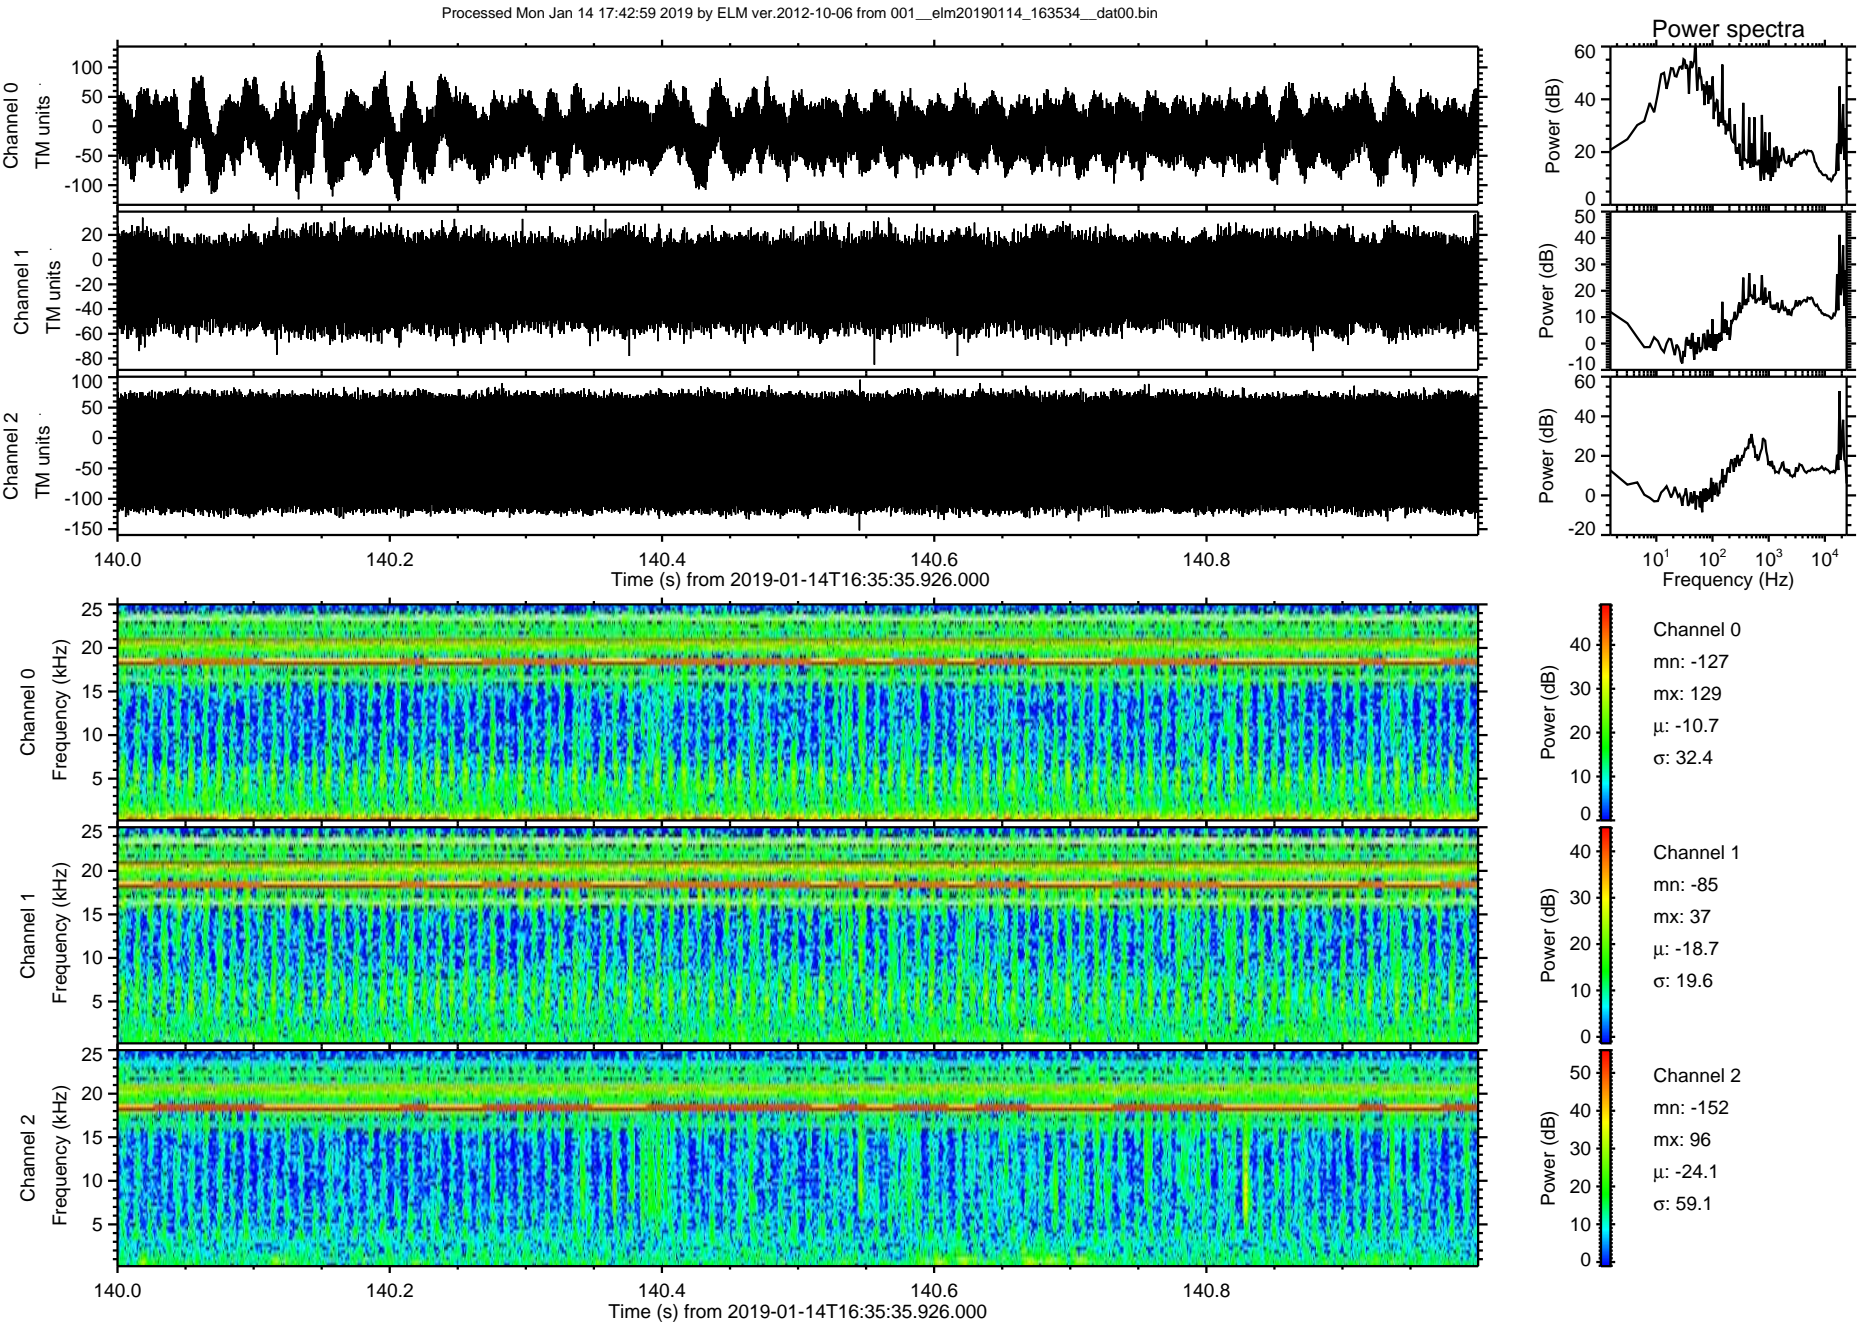 Processed Mon Jan 14 17:42:59 2019 by ELM ver.2012-10-06 from 001__elm20190114_163534__dat00.bin
Power spectra
Channel 0
TM units
100
50
0
-50
-100
Power (dB)
60
40
20
0
Channel 1
TM units
20
0
-20
-40
-60
-80
Power (dB)
50
40
30
20
10
0
-10
Channel 2
TM units
100
50
0
-50
-100
-150
Power (dB)
60
40
20
0
-20
140.0 140.2 140.4 140.6 140.8
Time (s) from 2019-01-14T16:35:35.926.000
10¹ 10² 10³ 10⁴
Frequency (Hz)
Channel 0
Frequency (kHz)
25
20
15
10
5
Power (dB)
40
30
20
10
0
Channel 0
mn: -127
mx: 129
μ: -10.7
σ: 32.4
Channel 1
Frequency (kHz)
25
20
15
10
5
Power (dB)
40
30
20
10
0
Channel 1
mn: -85
mx: 37
μ: -18.7
σ: 19.6
Channel 2
Frequency (kHz)
25
20
15
10
5
Power (dB)
50
40
30
20
10
0
Channel 2
mn: -152
mx: 96
μ: -24.1
σ: 59.1
140.0 140.2 140.4 140.6 140.8
Time (s) from 2019-01-14T16:35:35.926.000